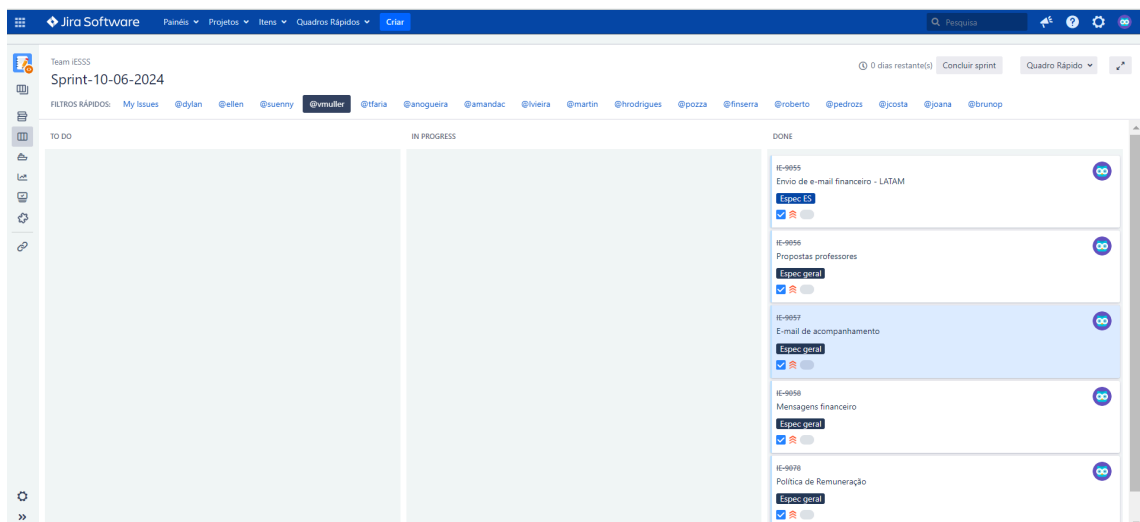 Jira Software Painéis Projetos Itens Quadros Rápidos Criar Pesquisa
Team iESSS
Sprint-10-06-2024
0 dias restante(s) Concluir sprint Quadro Rápido
FILTROS RÁPIDOS: My Issues @dylan @ellen @suenny @vmuller @tfaria @anogueira @amandac @lvieira @martin @hrodrigues @pozza @finserra @roberto @pedrozs @jcosta @joana @brunop
TO DO IN PROGRESS DONE
IE-9055
Envio de e-mail financeiro - LATAM
Espec ES
IE-9056
Propostas professores
Espec geral
IE-9057
E-mail de acompanhamento
Espec geral
IE-9058
Mensagens financeiro
Espec geral
IE-9078
Política de Remuneração
Espec geral